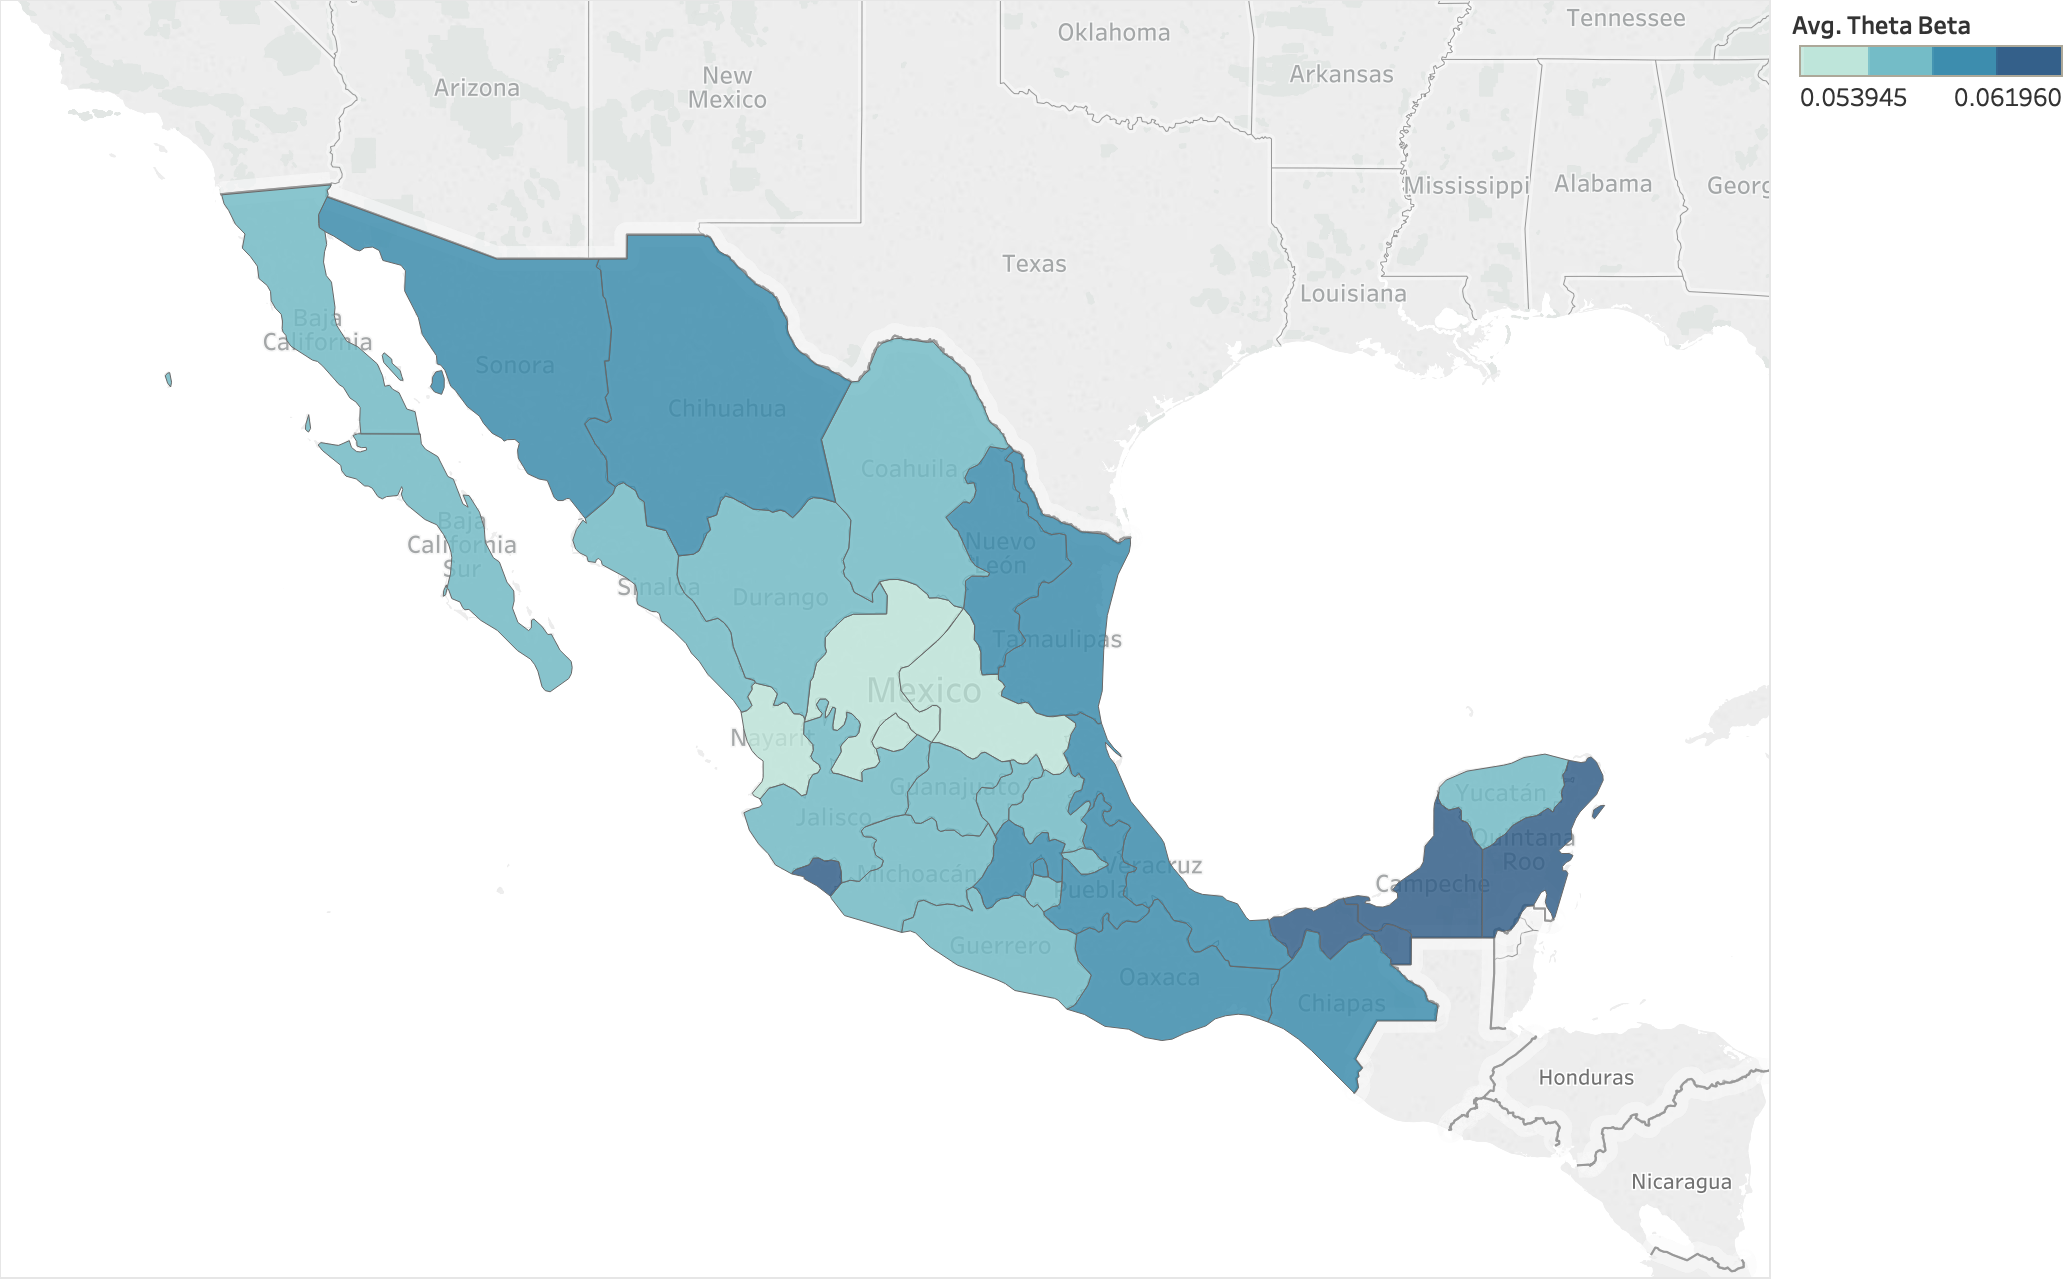 Avg. Theta Beta
0.053945 0.061960
Tennessee
Oklahoma
Arkansas
New
Mexico
Arizona
Mississippi
Alabama
Georg
Texas
Louisiana
Baja
California
Sonora
Chihuahua
Coahuila
Baja
California
Sur
Nuevo
León
Sinaloa
Durango
Tamaulipas
Mexico
Nayarit
Guanajuato
Jalisco
Yucatán
Quintana
Roo
Michoacán
Veracruz
Puebla
Campeche
Guerrero
Oaxaca
Chiapas
Honduras
Nicaragua